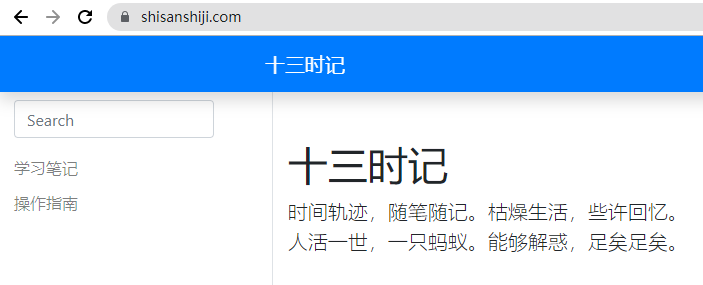 shisanshiji.com
十三时记
Search
学习笔记
操作指南
十三时记
时间轨迹，随笔随记。枯燥生活，些许回忆。
人活一世，一只蚂蚁。能够解惑，足矣足矣。